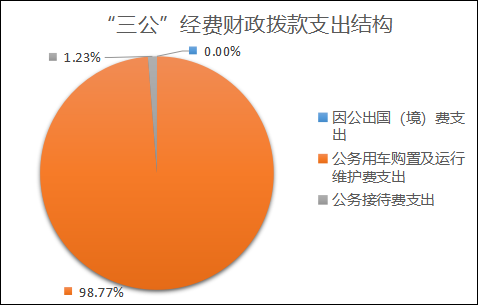 “三公”经费财政拨款支出结构
1.23%
0.00%
因公出国（境）费支
出
公务用车购置及运行
维护费支出
公务接待费支出
98.77%